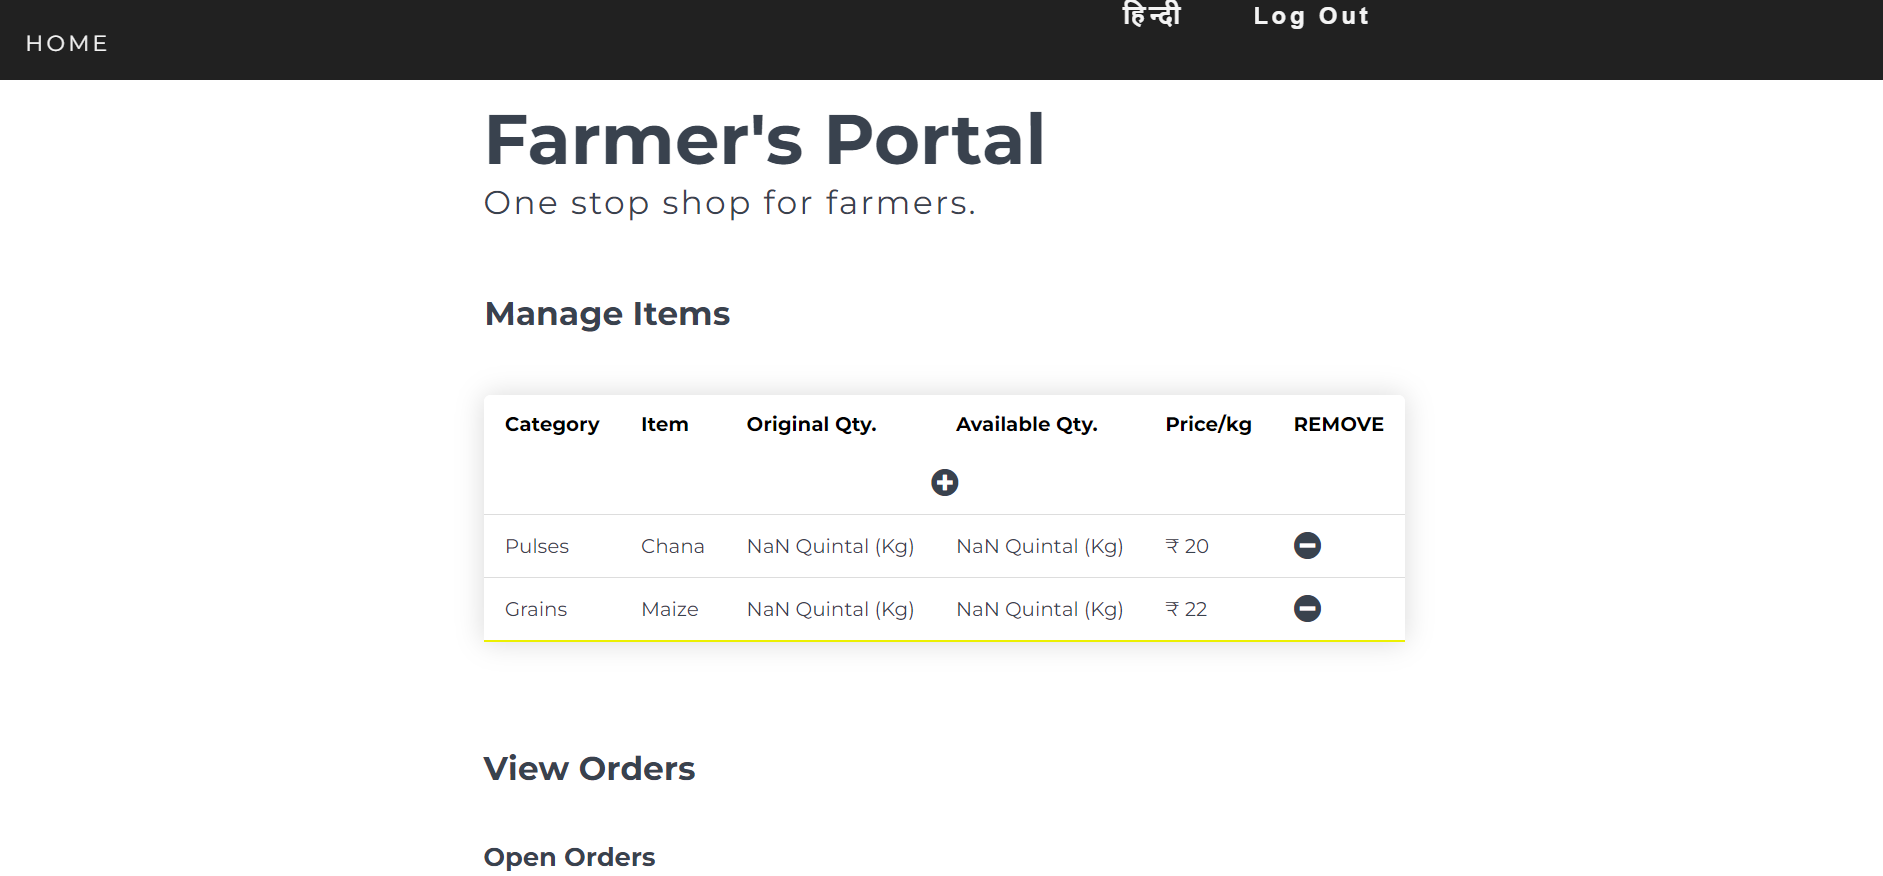 हिन्दी Log Out
HOME
Farmer's Portal
One stop shop for farmers.
Manage Items
Category Item Original Qty. Available Qty. Price/kg REMOVE
Pulses Chana NaN Quintal (Kg) NaN Quintal (Kg) ₹ 20
Grains Maize NaN Quintal (Kg) NaN Quintal (Kg) ₹ 22
View Orders
Open Orders